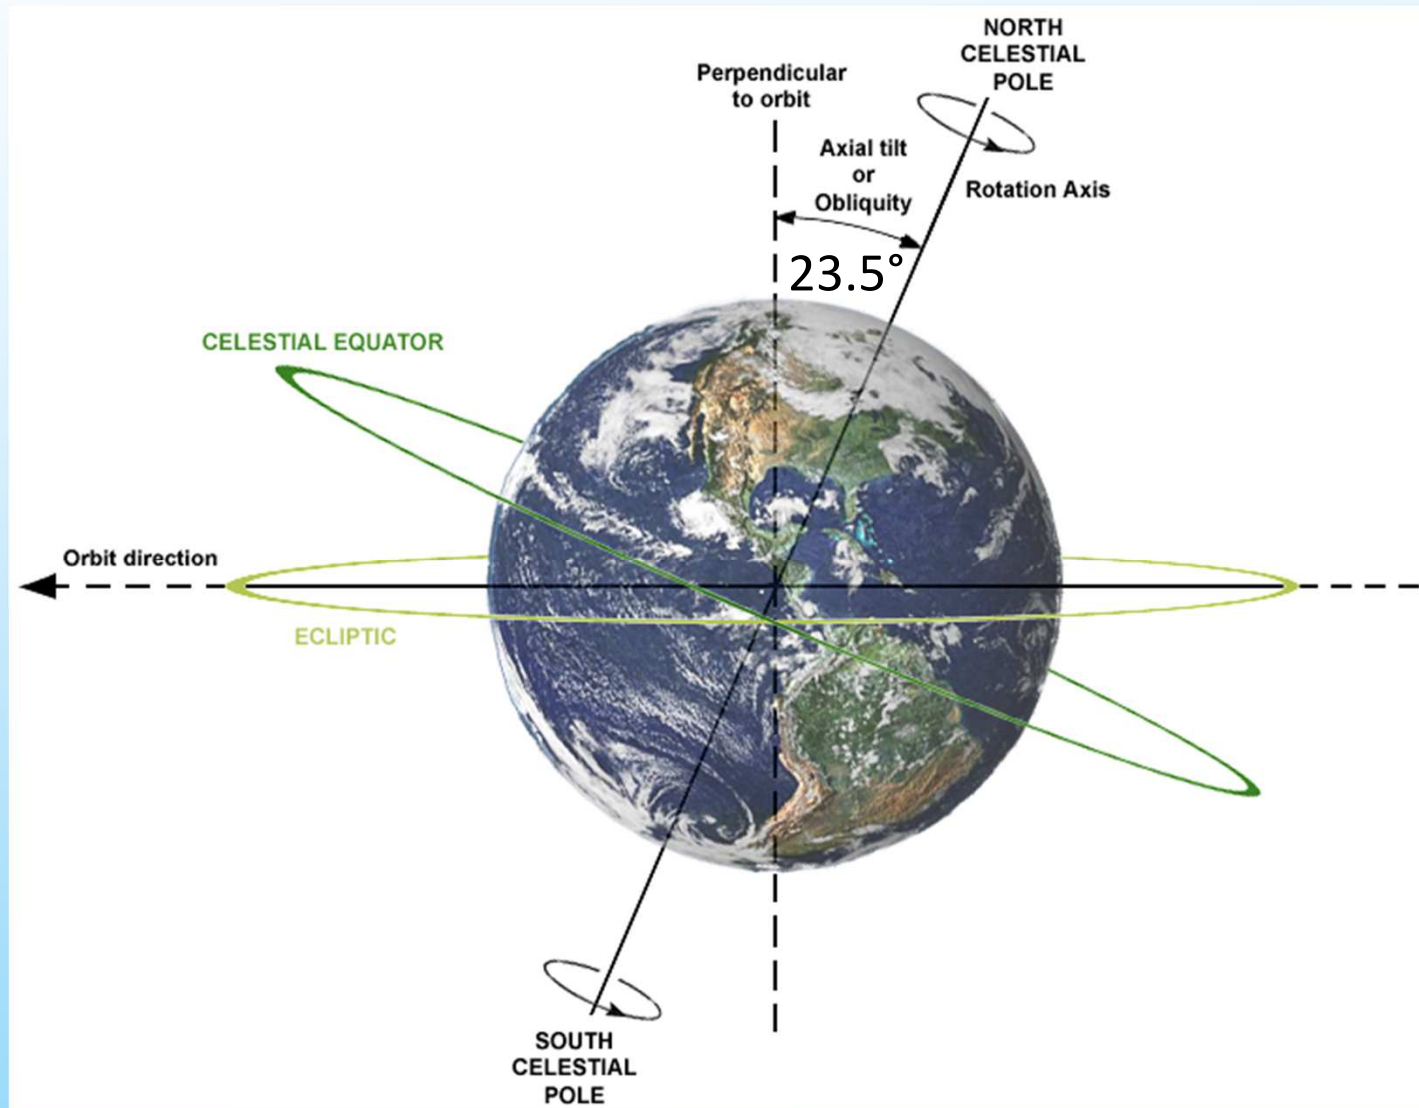 NORTH
CELESTIAL
POLE
Perpendicular
to orbit
Axial tilt
or
Obliquity
Rotation Axis
23.5°
CELESTIAL EQUATOR
Orbit direction
ECLIPTIC
SOUTH
CELESTIAL
POLE